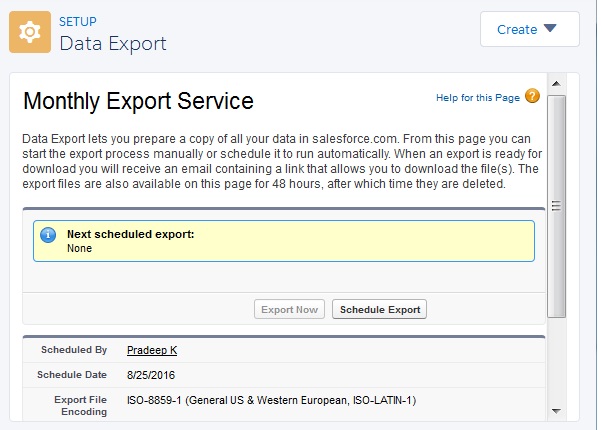 SETUP
Data Export
Create
Monthly Export Service
Help for this Page ?
Data Export lets you prepare a copy of all your data in salesforce.com. From this page you can
start the export process manually or schedule it to run automatically. When an export is ready for
download you will receive an email containing a link that allows you to download the file(s). The
export files are also available on this page for 48 hours, after which time they are deleted.
Next scheduled export:
None
Export Now Schedule Export
Scheduled By Pradeep K
Schedule Date 8/25/2016
Export File Encoding ISO-8859-1 (General US & Western European, ISO-LATIN-1)